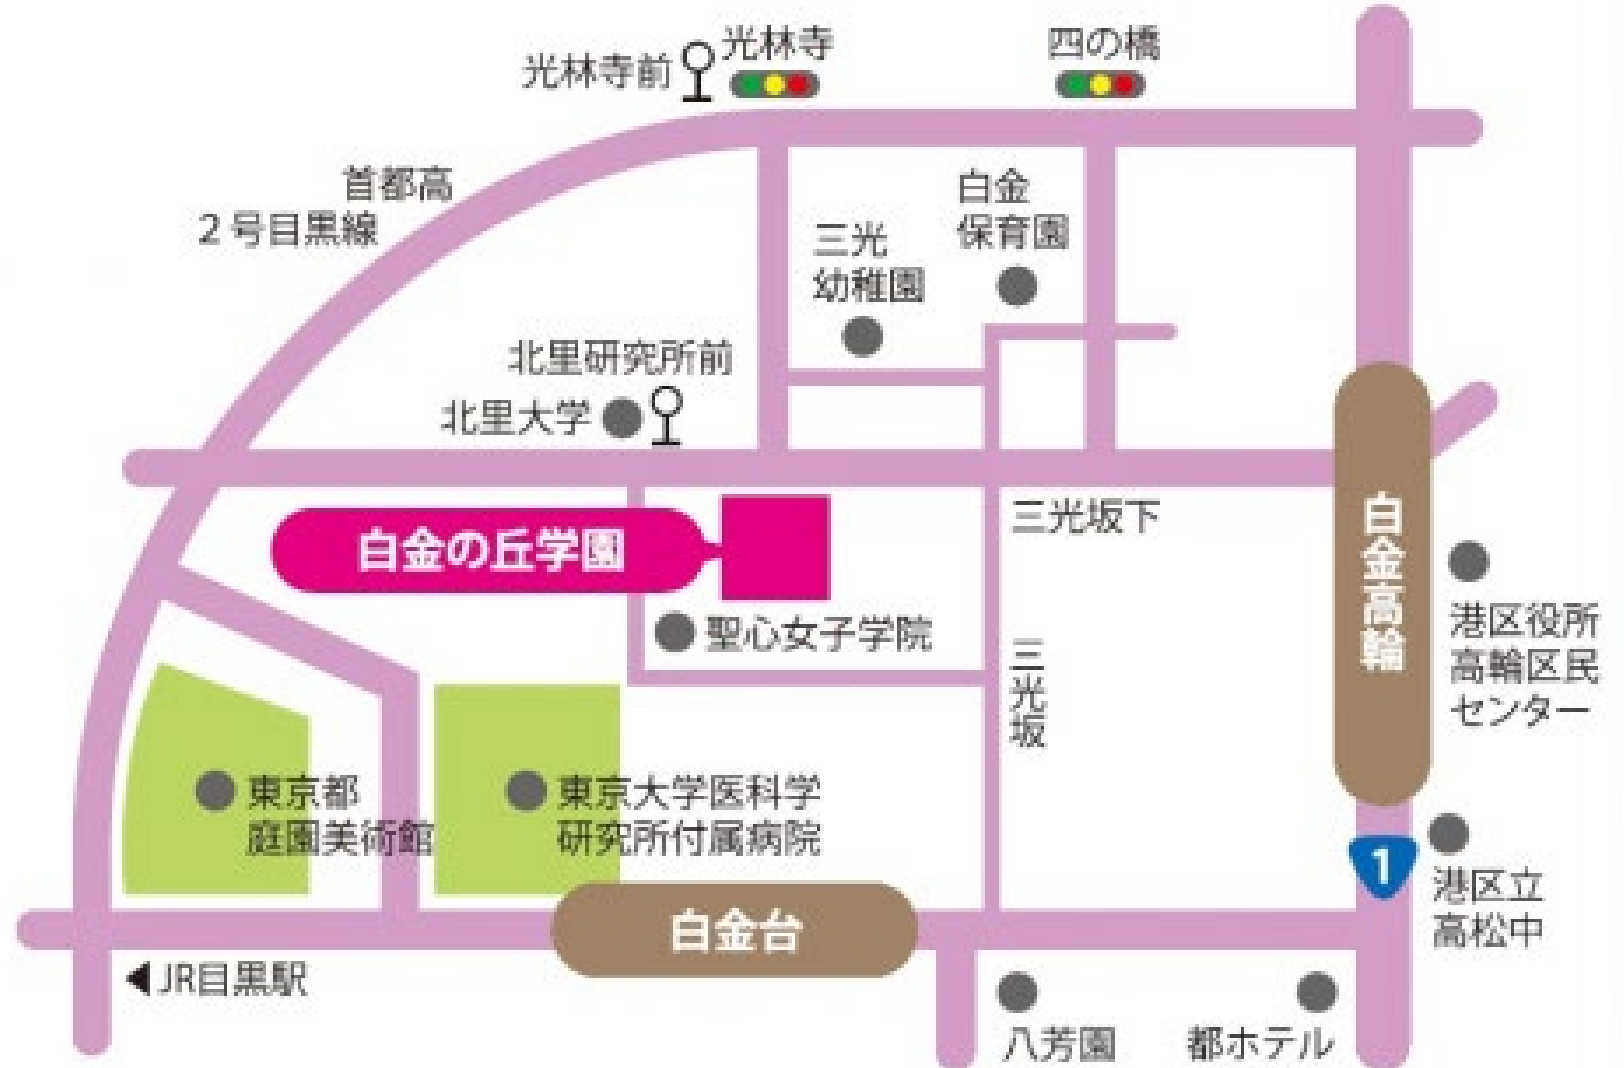 光林寺前
光林寺
四の橋
首都高
2号目黒線
白金
保育園
三光
幼稚園
北里研究所前
北里大学
三光坂下
白金の丘学園
白金高輪
港区役所
高輪区民
センター
聖心女子学院
三光坂
東京都
庭園美術館
東京大学医科学
研究所付属病院
1
港区立
高松中
白金台
JR目黒駅
八芳園
都ホテル